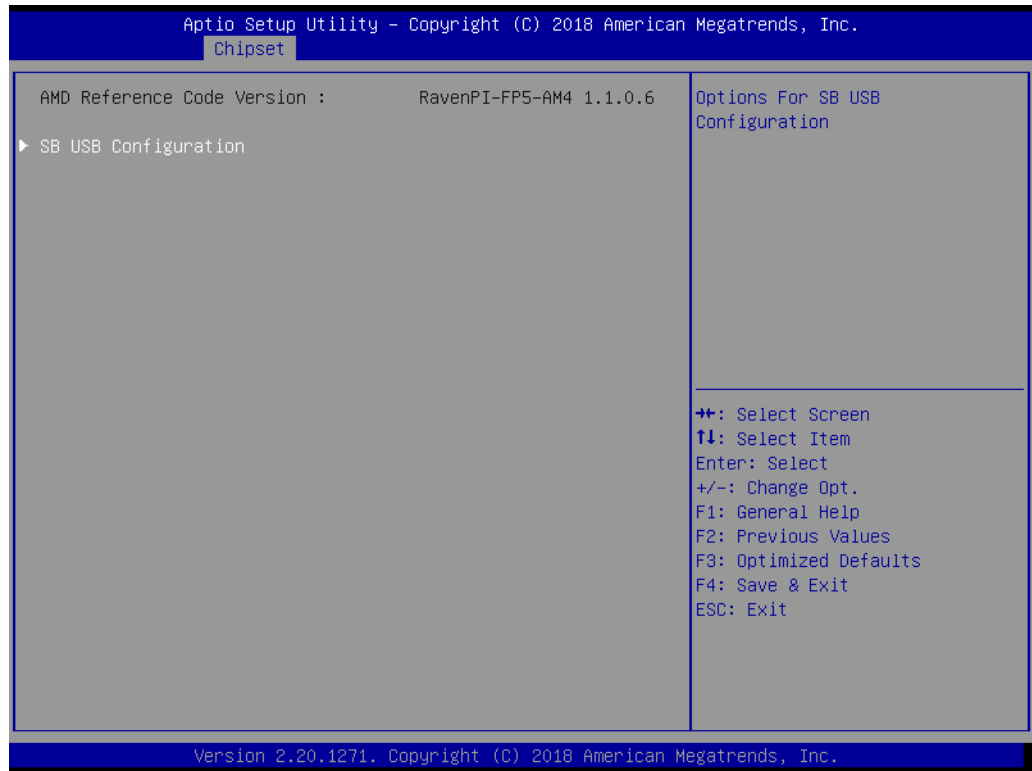 Aptio Setup Utility – Copyright (C) 2018 American Megatrends, Inc.
Chipset
AMD Reference Code Version : RavenPI-FP5-AM4 1.1.0.6
▶ SB USB Configuration
Options For SB USB
Configuration
→←: Select Screen
↑↓: Select Item
Enter: Select
+/-: Change Opt.
F1: General Help
F2: Previous Values
F3: Optimized Defaults
F4: Save & Exit
ESC: Exit
Version 2.20.1271. Copyright (C) 2018 American Megatrends, Inc.